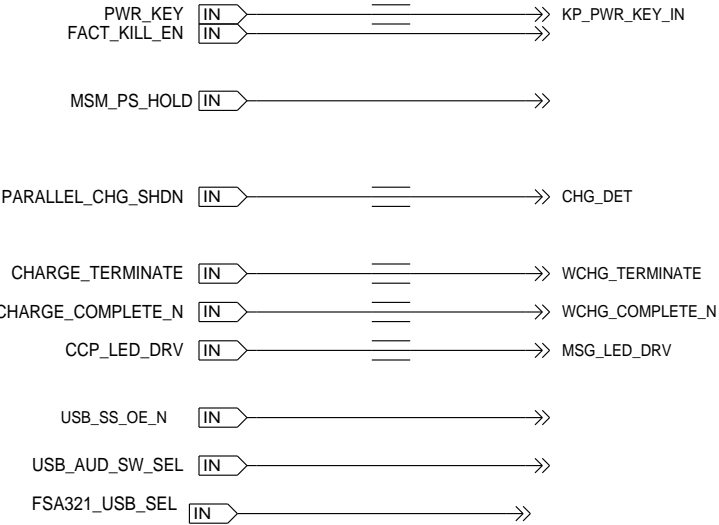 PWR_KEY IN KP_PWR_KEY_IN
FACT_KILL_EN IN
MSM_PS_HOLD IN
PARALLEL_CHG_SHDN IN CHG_DET
CHARGE_TERMINATE IN WCHG_TERMINATE
CHARGE_COMPLETE_N IN WCHG_COMPLETE_N
CCP_LED_DRV IN MSG_LED_DRV
USB_SS_OE_N IN
USB_AUD_SW_SEL IN
FSA321_USB_SEL IN